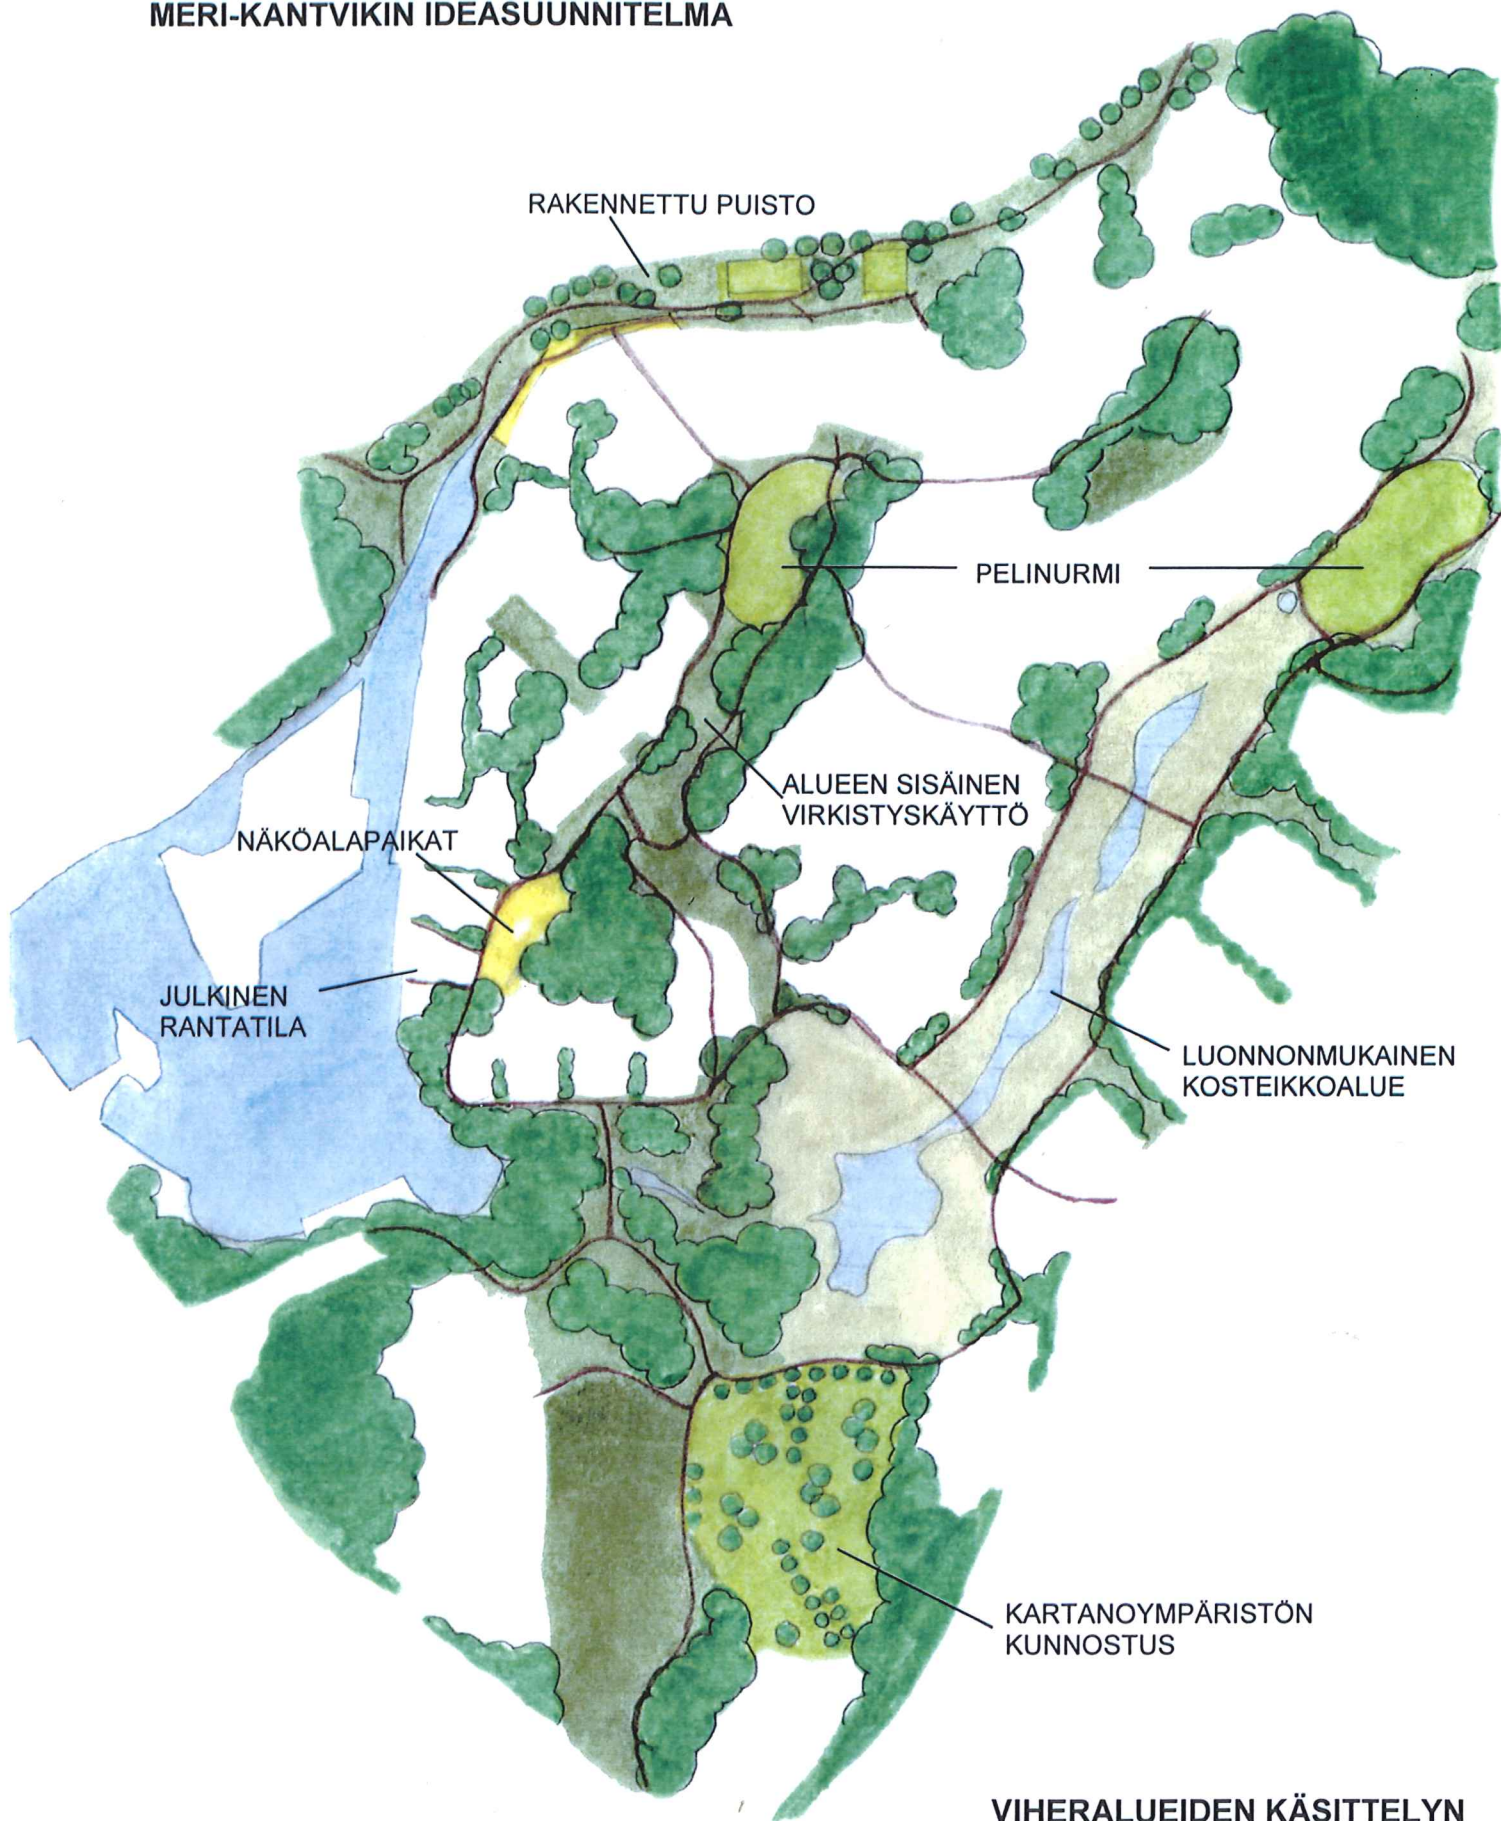 MERI-KANTVIKIN IDEASUUNNITELMA
RAKENNETTU PUISTO
PELINURMI
ALUEEN SISÄINEN
VIRKISTYSKÄYTTÖ
NÄKÖALAPAIKAT
JULKINEN
RANTATILA
LUONNONMUKAINEN
KOSTEIKKOALUE
KARTANOYMPÄRISTÖN
KUNNOSTUS
VIHERALUEIDEN KÄSITTELYN